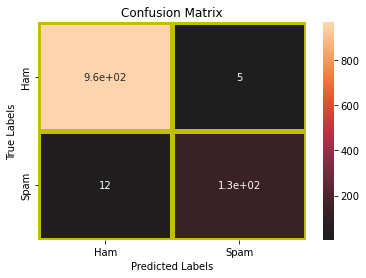 Confusion Matrix
Ham
9.6e+02
5
800
600
True Labels
400
Spam
12
1.3e+02
200
Ham
Spam
Predicted Labels